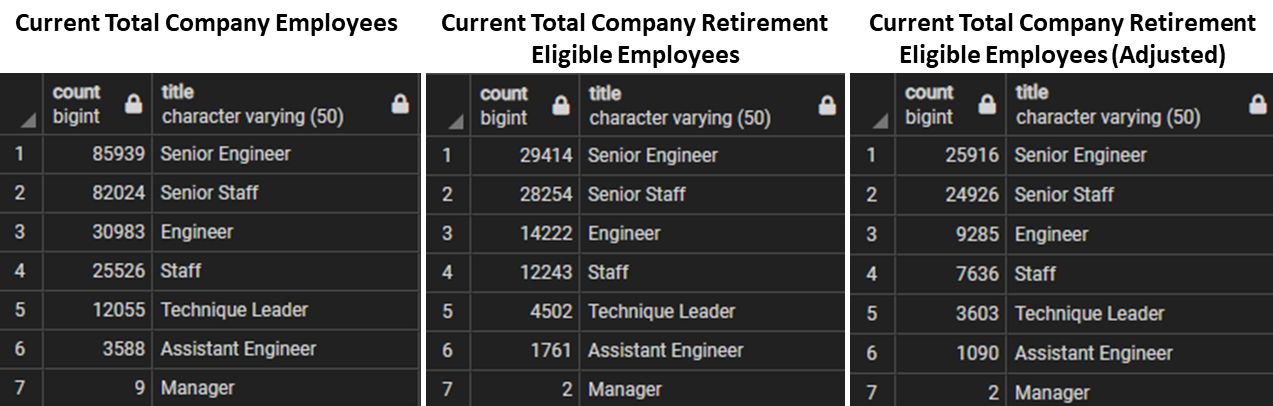 Current Total Company Employees
count
bigint
title
character varying (50)
1 85939 Senior Engineer
2 82024 Senior Staff
3 30983 Engineer
4 25526 Staff
5 12055 Technique Leader
6 3588 Assistant Engineer
7 9 Manager
Current Total Company Retirement
Eligible Employees
count
bigint
title
character varying (50)
1 29414 Senior Engineer
2 28254 Senior Staff
3 14222 Engineer
4 12243 Staff
5 4502 Technique Leader
6 1761 Assistant Engineer
7 2 Manager
Current Total Company Retirement
Eligible Employees (Adjusted)
count
bigint
title
character varying (50)
1 25916 Senior Engineer
2 24926 Senior Staff
3 9285 Engineer
4 7636 Staff
5 3603 Technique Leader
6 1090 Assistant Engineer
7 2 Manager